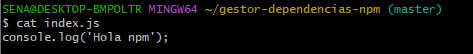 SENA@DESKTOP-BMPOLTR MINGW64 ~/gestor-dependencias-npm (master)
$ cat index.js
console.log('Hola npm');